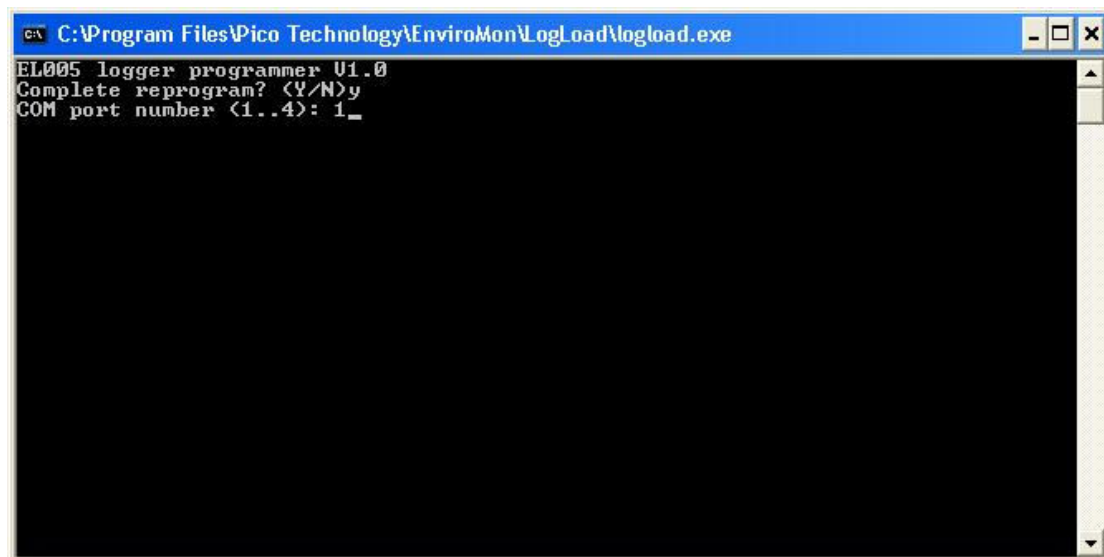 C:\Program Files\Pico Technology\EnviroMon\LogLoad\logload.exe
EL005 logger programmer V1.0
Complete reprogram? (Y/N)y
COM port number (1..4): 1_